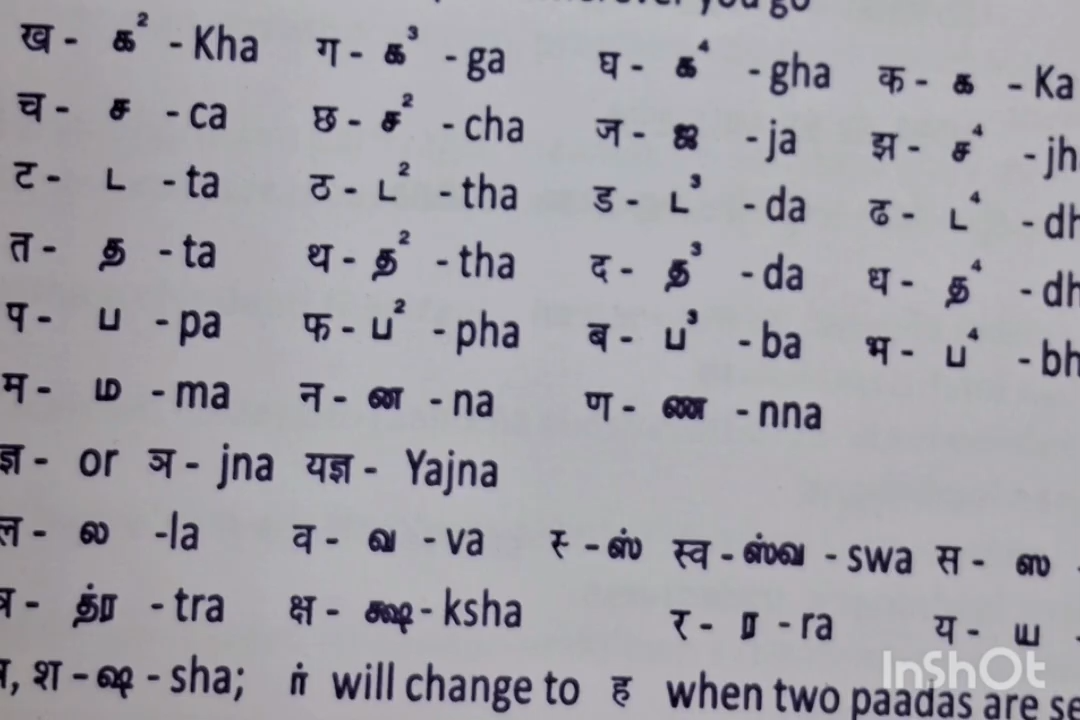 you go
ख - க² - Kha ग - க³ - ga घ - க⁴ - gha क - க - Ka
च - ச - ca छ - ச² - cha ज - ஜ - ja झ - ச⁴ - jh
ट - ட - ta ठ - ட² - tha ड - ட³ - da ढ - ட⁴ - dh
त - த - ta थ - த² - tha द - த³ - da ध - த⁴ - dh
प - ப - pa फ - ப² - pha ब - ப³ - ba भ - ப⁴ - bh
म - ம - ma न - ன - na ण - ண - nna
ज्ञ - or ञ - jna यज्ञ - Yajna
ल - ல -la व - வ - va स् - ஸ் स्व - ஸ்வ - swa स - ஸ -
त्र - த்ர - tra क्ष - க்ஷ - ksha र - ர - ra य - ய -
, श - ஷ - sha; ர் will change to ह when two paadas are se
InShOt